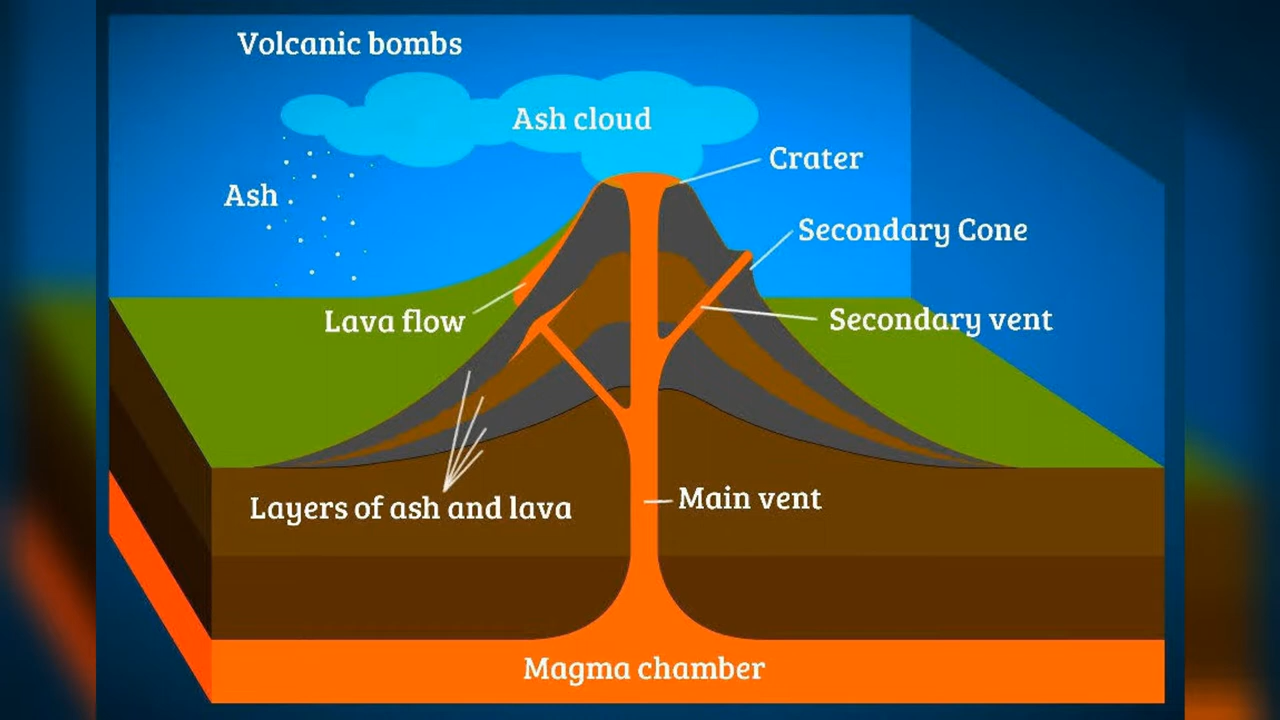 Volcanic bombs
Ash cloud
Crater
Ash
Secondary Cone
Lava flow
Secondary vent
Layers of ash and lava
Main vent
Magma chamber